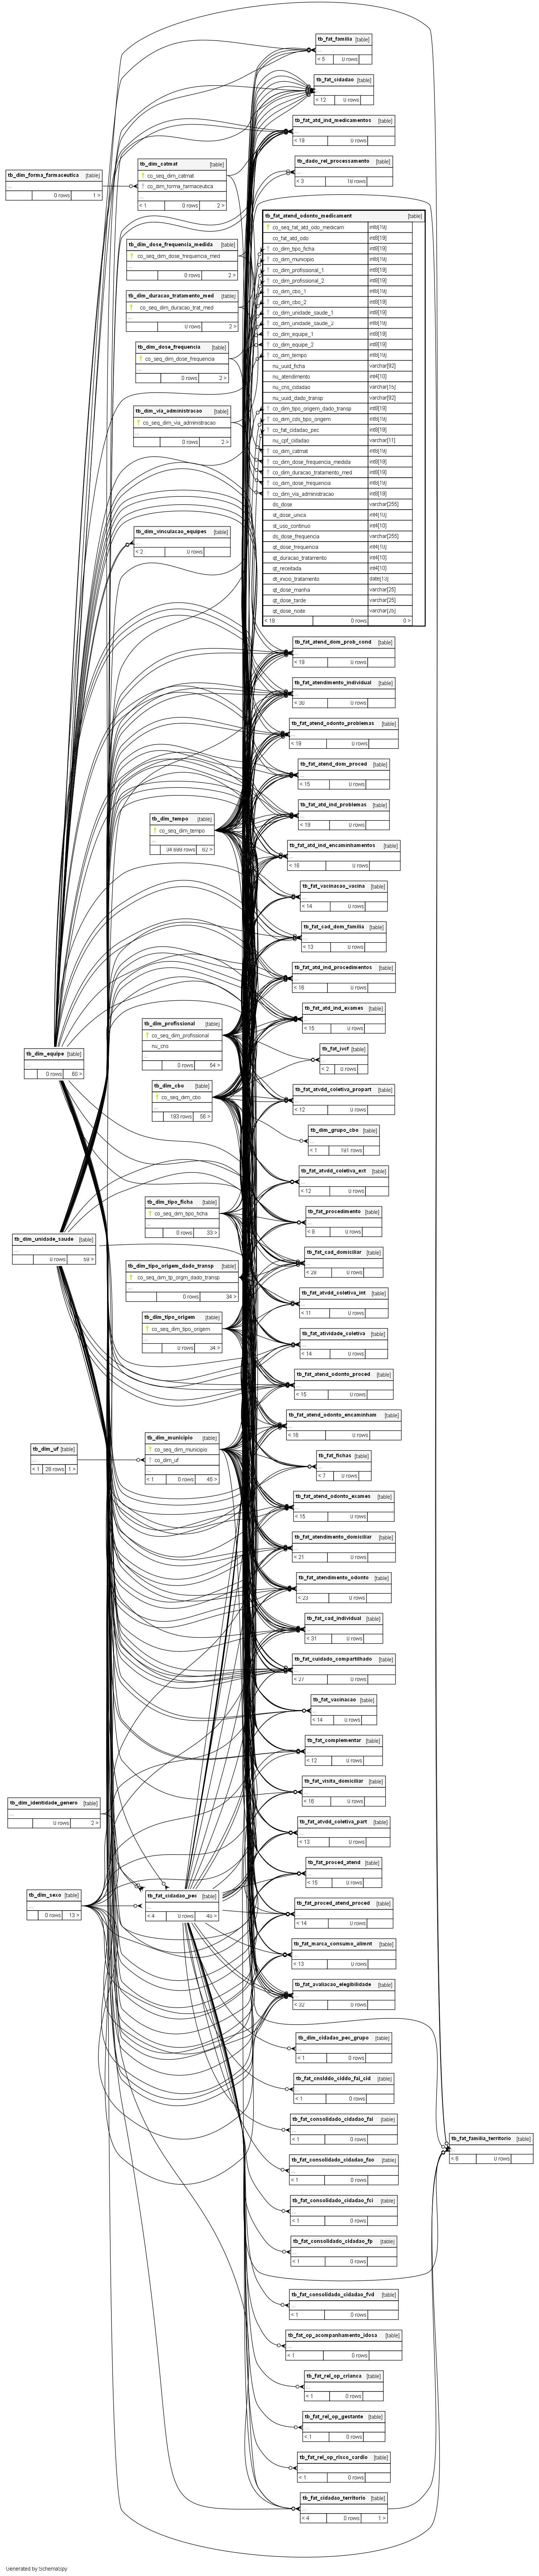 tb_fat_familia [table]
...
< 5 0 rows
tb_fat_cidadao [table]
...
< 12 0 rows
tb_fat_atd_ind_medicamentos [table]
...
< 18 0 rows
tb_dado_rel_processamento [table]
...
< 3
tb_dim_forma_farmaceutica [table]
...
0 rows 1 >
tb_dim_catmat [table]
co_seq_dim_catmat
co_dim_forma_farmaceutica
...
< 1 0 rows 2 >
tb_dim_dose_frequencia_medida [table]
co_seq_dim_dose_frequencia_med
...
0 rows 2 >
tb_dim_duracao_tratamento_med [table]
co_seq_dim_duracao_trat_med
...
0 rows 2 >
tb_dim_dose_frequencia [table]
co_seq_dim_dose_frequencia
...
0 rows 2 >
tb_dim_via_administracao [table]
co_seq_dim_via_administracao
...
0 rows 2 >
tb_dim_vinculacao_equipes [table]
...
< 2 0 rows
tb_fat_atend_odonto_medicament [table]
co_seq_fat_atd_odo_medicam int8[19]
co_fat_atd_odo int8[19]
co_dim_tipo_ficha int8[19]
co_dim_municipio int8[19]
co_dim_profissional_1 int8[19]
co_dim_profissional_2 int8[19]
co_dim_cbo_1 int8[19]
co_dim_cbo_2 int8[19]
co_dim_unidade_saude_1 int8[19]
co_dim_unidade_saude_2 int8[19]
co_dim_equipe_1 int8[19]
co_dim_equipe_2 int8[19]
co_dim_tempo int8[19]
nu_uuid_ficha varchar[92]
nu_atendimento int4[10]
nu_cns_cidadao varchar[15]
nu_uuid_dado_transp varchar[92]
co_dim_tipo_origem_dado_transp int8[19]
co_dim_cds_tipo_origem int8[19]
co_fat_cidadao_pec int8[19]
nu_cpf_cidadao varchar[11]
co_dim_catmat int8[19]
co_dim_dose_frequencia_medida int8[19]
co_dim_duracao_tratamento_med int8[19]
co_dim_dose_frequencia int8[19]
co_dim_via_administracao int8[19]
ds_dose varchar[255]
st_dose_unica int4[10]
st_uso_continuo int4[10]
ds_dose_frequencia varchar[255]
qt_dose_frequencia int4[10]
qt_duracao_tratamento int4[10]
qt_receitada int4[10]
dt_inicio_tratamento date[13]
qt_dose_manha varchar[25]
qt_dose_tarde varchar[25]
qt_dose_noite varchar[25]
< 19 0 rows 0 >
tb_fat_atend_dom_prob_cond [table]
...
< 19 0 rows
tb_fat_atendimento_individual [table]
...
< 30 0 rows
tb_fat_atend_odonto_problemas [table]
...
< 19 0 rows
tb_fat_atend_dom_proced [table]
...
< 15 0 rows
tb_fat_atd_ind_problemas [table]
...
< 19 0 rows
tb_dim_tempo [table]
co_seq_dim_tempo
...
62 >
tb_fat_atd_ind_encaminhamentos [table]
...
0 rows
tb_fat_vacinacao_vacina [table]
...
< 14 0 rows
tb_fat_cad_dom_familia [table]
...
< 13 0 rows
tb_fat_atd_ind_procedimentos [table]
...
0 rows
tb_fat_atd_ind_exames [table]
...
< 15 0 rows
tb_dim_profissional [table]
co_seq_dim_profissional
nu_cns
...
0 rows 54 >
tb_fat_ivcf [table]
...
< 2 0 rows
tb_dim_equipe [table]
...
0 rows 60 >
tb_dim_cbo [table]
co_seq_dim_cbo
...
193 rows 56 >
tb_fat_atvdd_coletiva_propart [table]
...
< 12 0 rows
tb_dim_grupo_cbo [table]
...
< 1 191 rows
tb_fat_atvdd_coletiva_ext [table]
...
< 12 0 rows
tb_dim_tipo_ficha [table]
co_seq_dim_tipo_ficha
...
0 rows 33 >
tb_fat_procedimento [table]
...
< 9 0 rows
tb_dim_unidade_saude [table]
...
0 rows 59 >
tb_fat_cad_domiciliar [table]
...
< 28 0 rows
tb_dim_tipo_origem_dado_transp [table]
co_seq_dim_tp_orgm_dado_transp
...
0 rows 34 >
tb_fat_atvdd_coletiva_int [table]
...
< 11 0 rows
tb_dim_tipo_origem [table]
co_seq_dim_tipo_origem
...
0 rows 34 >
tb_fat_atividade_coletiva [table]
...
< 14 0 rows
tb_fat_atend_odonto_proced [table]
...
< 15 0 rows
tb_fat_atend_odonto_encaminham [table]
...
0 rows
tb_dim_uf [table]
...
< 1 28 rows 1 >
tb_dim_municipio [table]
co_seq_dim_municipio
co_dim_uf
...
< 1 0 rows 45 >
tb_fat_fichas [table]
...
< 7 0 rows
tb_fat_atend_odonto_exames [table]
...
< 15 0 rows
tb_fat_atendimento_domiciliar [table]
...
< 21 0 rows
tb_fat_atendimento_odonto [table]
...
< 23 0 rows
tb_fat_cad_individual [table]
...
< 31 0 rows
tb_fat_cuidado_compartilhado [table]
...
< 27 0 rows
tb_fat_vacinacao [table]
...
< 14 0 rows
tb_fat_complementar [table]
...
< 12 0 rows
tb_fat_visita_domiciliar [table]
...
0 rows
tb_dim_identidade_genero [table]
...
0 rows 2 >
tb_fat_atvdd_coletiva_part [table]
...
< 13 0 rows
tb_fat_proced_atend [table]
...
< 15 0 rows
tb_dim_sexo [table]
...
0 rows 13 >
tb_fat_cidadao_pec [table]
...
< 4 0 rows
tb_fat_proced_atend_proced [table]
...
< 14 0 rows
tb_fat_marca_consumo_alimnt [table]
...
< 13 0 rows
tb_fat_avaliacao_elegibilidade [table]
...
0 rows
tb_dim_cidadao_pec_grupo [table]
...
< 1 0 rows
tb_fat_cnslddo_ciddo_fai_cid [table]
...
< 1 0 rows
tb_fat_consolidado_cidadao_fai [table]
...
< 1 0 rows
tb_fat_familia_territorio [table]
...
< 6 0 rows
tb_fat_consolidado_cidadao_fao [table]
...
< 1 0 rows
tb_fat_consolidado_cidadao_fci [table]
...
< 1 0 rows
tb_fat_consolidado_cidadao_fp [table]
...
< 1 0 rows
tb_fat_consolidado_cidadao_fvd [table]
...
< 1 0 rows
tb_fat_op_acompanhamento_idosa [table]
...
< 1 0 rows
tb_fat_rel_op_crianca [table]
...
< 1 0 rows
tb_fat_rel_op_gestante [table]
...
< 1 0 rows
tb_fat_rel_op_risco_cardio [table]
...
< 1 0 rows
tb_fat_cidadao_territorio [table]
...
< 4 0 rows 1 >
Generated by SchemaSpy